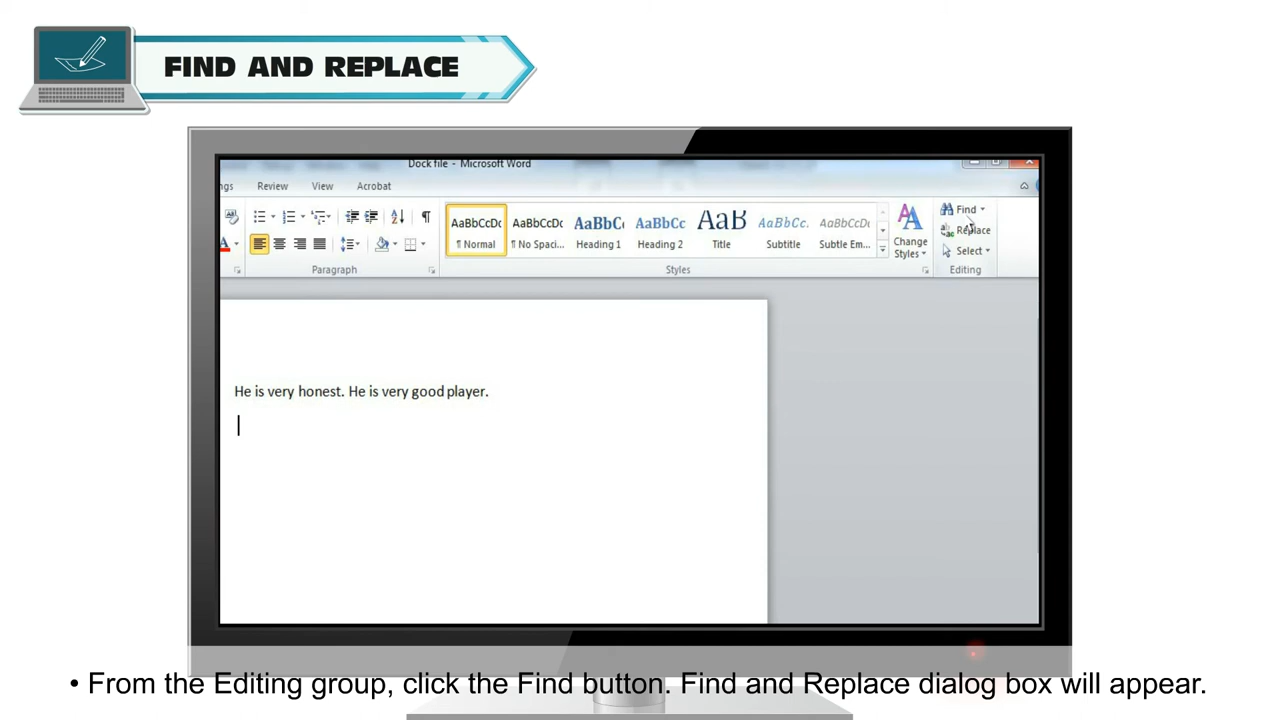 FIND AND REPLACE
Dock file - Microsoft Word
ngs Review View Acrobat
AaBbCcDc AaBbCcDc AaBbC AaBbCc AaB AaBbCc. AaBbCcDc
¶ Normal ¶ No Spaci... Heading 1 Heading 2 Title Subtitle Subtle Em...
Change
Styles
Find
Replace
Select
Paragraph Styles Editing
He is very honest. He is very good player.
• From the Editing group, click the Find button. Find and Replace dialog box will appear.